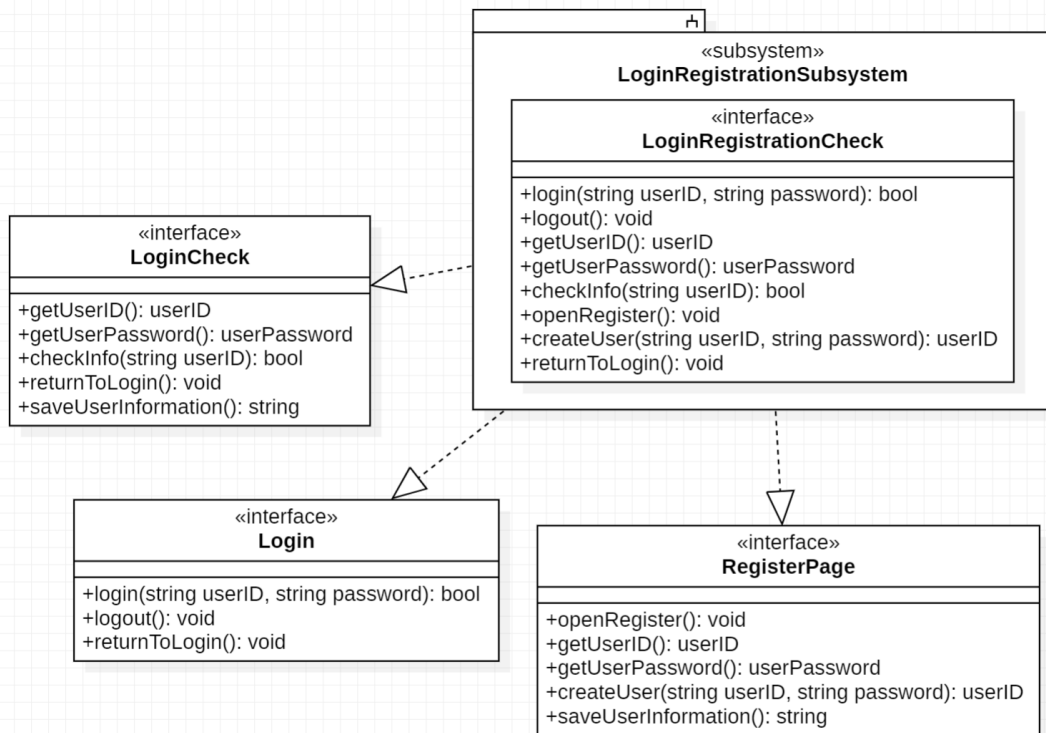 «subsystem»
LoginRegistrationSubsystem
«interface»
LoginRegistrationCheck
+login(string userID, string password): bool
+logout(): void
+getUserID(): userID
+getUserPassword(): userPassword
+checkInfo(string userID): bool
+openRegister(): void
+createUser(string userID, string password): userID
+returnToLogin(): void
«interface»
LoginCheck
+getUserID(): userID
+getUserPassword(): userPassword
+checkInfo(string userID): bool
+returnToLogin(): void
+saveUserInformation(): string
«interface»
Login
+login(string userID, string password): bool
+logout(): void
+returnToLogin(): void
«interface»
RegisterPage
+openRegister(): void
+getUserID(): userID
+getUserPassword(): userPassword
+createUser(string userID, string password): userID
+saveUserInformation(): string